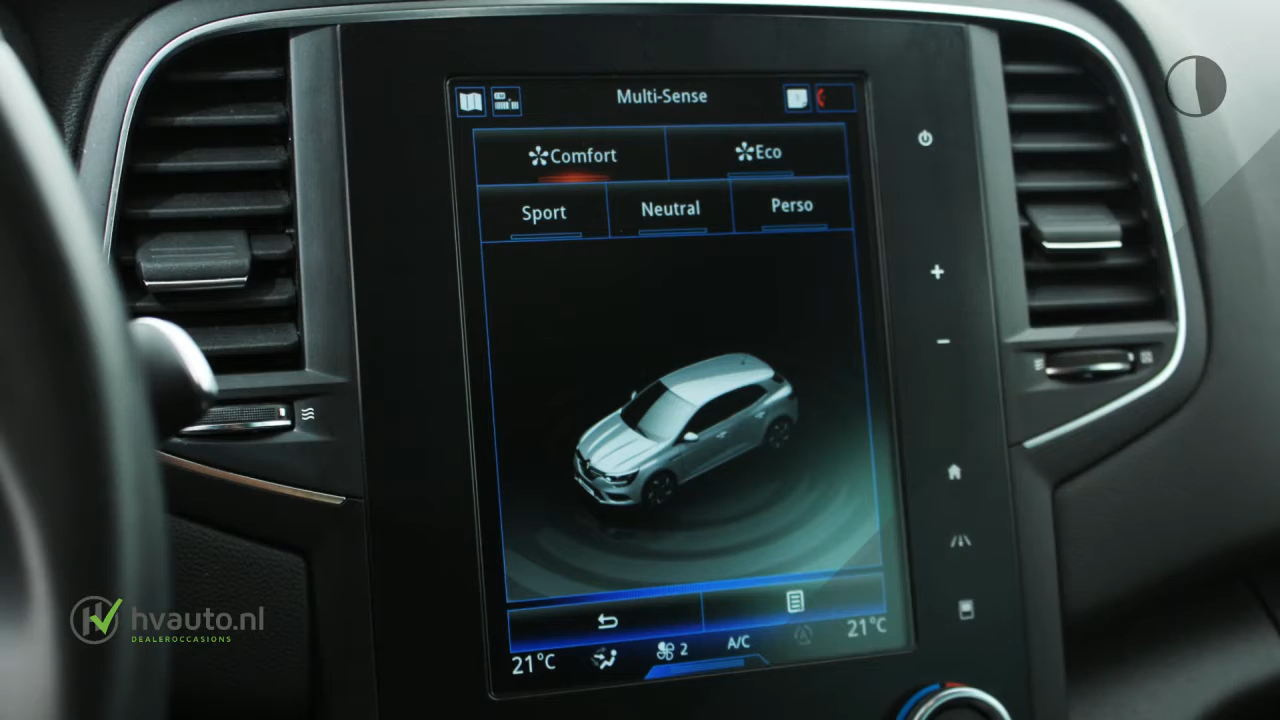 Multi-Sense
Comfort
Eco
Sport
Neutral
Perso
21°C
2
A/C
21°C
hvauto.nl
DEALEROCCASIONS